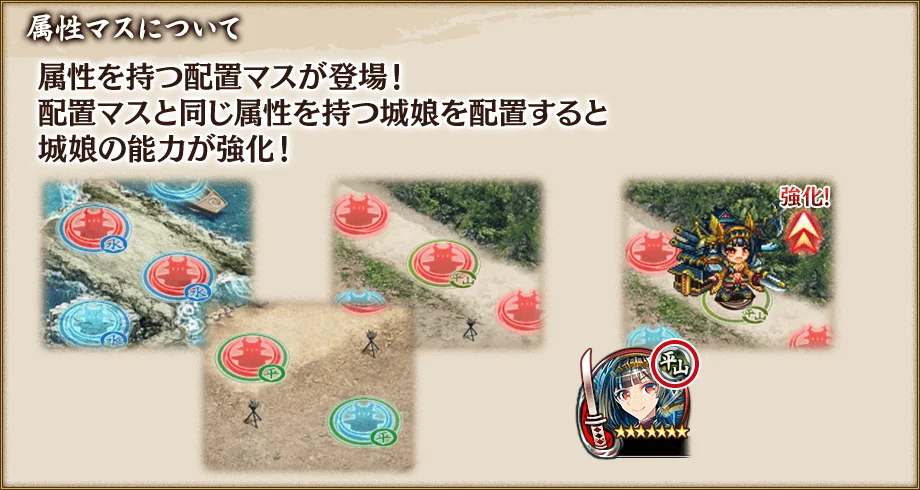 属性マスについて
属性を持つ配置マスが登場！
配置マスと同じ属性を持つ城娘を配置すると
城娘の能力が強化！
強化!
水
平山
水
平山
水
平
平
平山